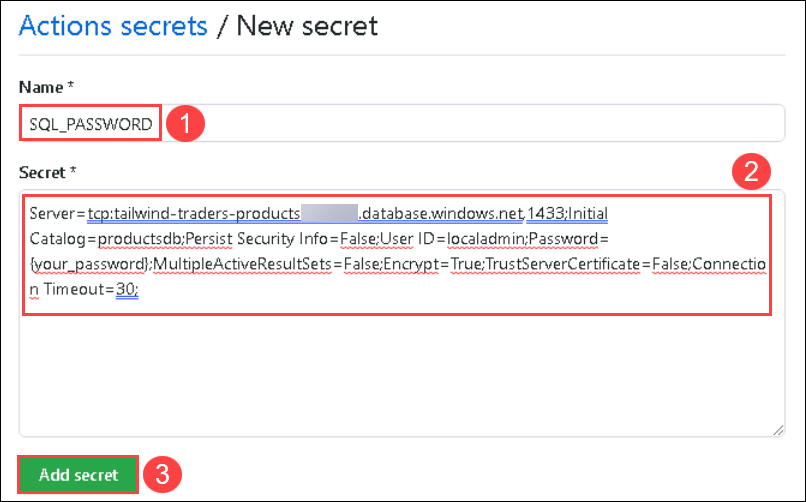 Actions secrets / New secret
Name *
SQL_PASSWORD 1
Secret *
2
Server=tcp:tailwind-traders-products .database.windows.net,1433;Initial
Catalog=productsdb;Persist Security Info=False;User ID=localadmin;Password=
{your_password};MultipleActiveResultSets=False;Encrypt=True;TrustServerCertificate=False;Connectio
n Timeout=30;
Add secret 3